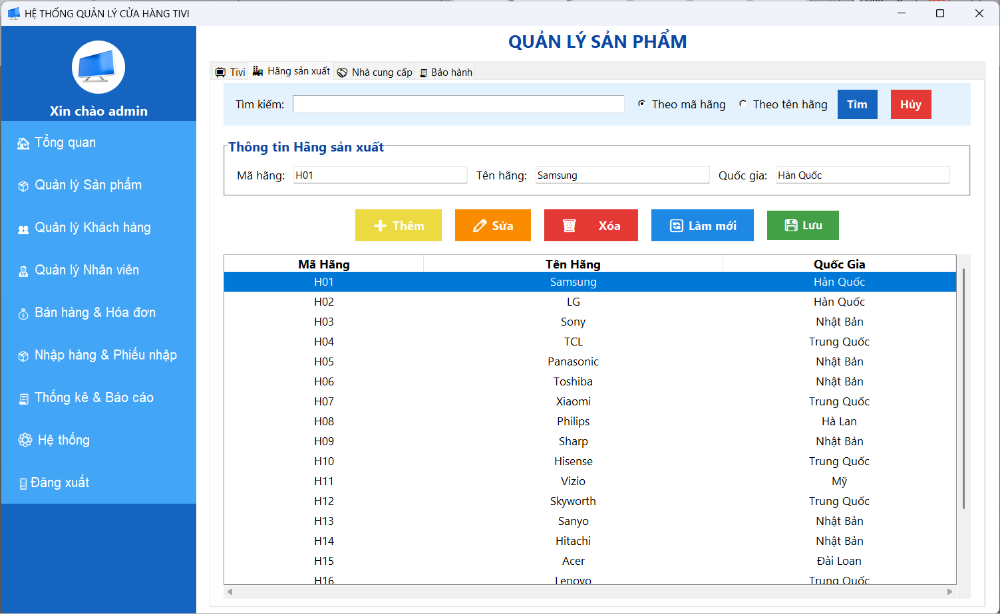 HỆ THỐNG QUẢN LÝ CỬA HÀNG TIVI
Xin chào admin
Tổng quan
Quản lý Sản phẩm
Quản lý Khách hàng
Quản lý Nhân viên
Bán hàng & Hóa đơn
Nhập hàng & Phiếu nhập
Thống kê & Báo cáo
Hệ thống
Đăng xuất
QUẢN LÝ SẢN PHẨM
Tivi Hãng sản xuất Nhà cung cấp Bảo hành
Tìm kiếm: Theo mã hãng Theo tên hãng Tìm Hủy
Thông tin Hãng sản xuất
Mã hãng: H01 Tên hãng: Samsung Quốc gia: Hàn Quốc
Thêm Sửa Xóa Làm mới Lưu
Mã Hãng Tên Hãng Quốc Gia
H01 Samsung Hàn Quốc
H02 LG Hàn Quốc
H03 Sony Nhật Bản
H04 TCL Trung Quốc
H05 Panasonic Nhật Bản
H06 Toshiba Nhật Bản
H07 Xiaomi Trung Quốc
H08 Philips Hà Lan
H09 Sharp Nhật Bản
H10 Hisense Trung Quốc
H11 Vizio Mỹ
H12 Skyworth Trung Quốc
H13 Sanyo Nhật Bản
H14 Hitachi Nhật Bản
H15 Acer Đài Loan
H16 Lenovo Trung Quốc